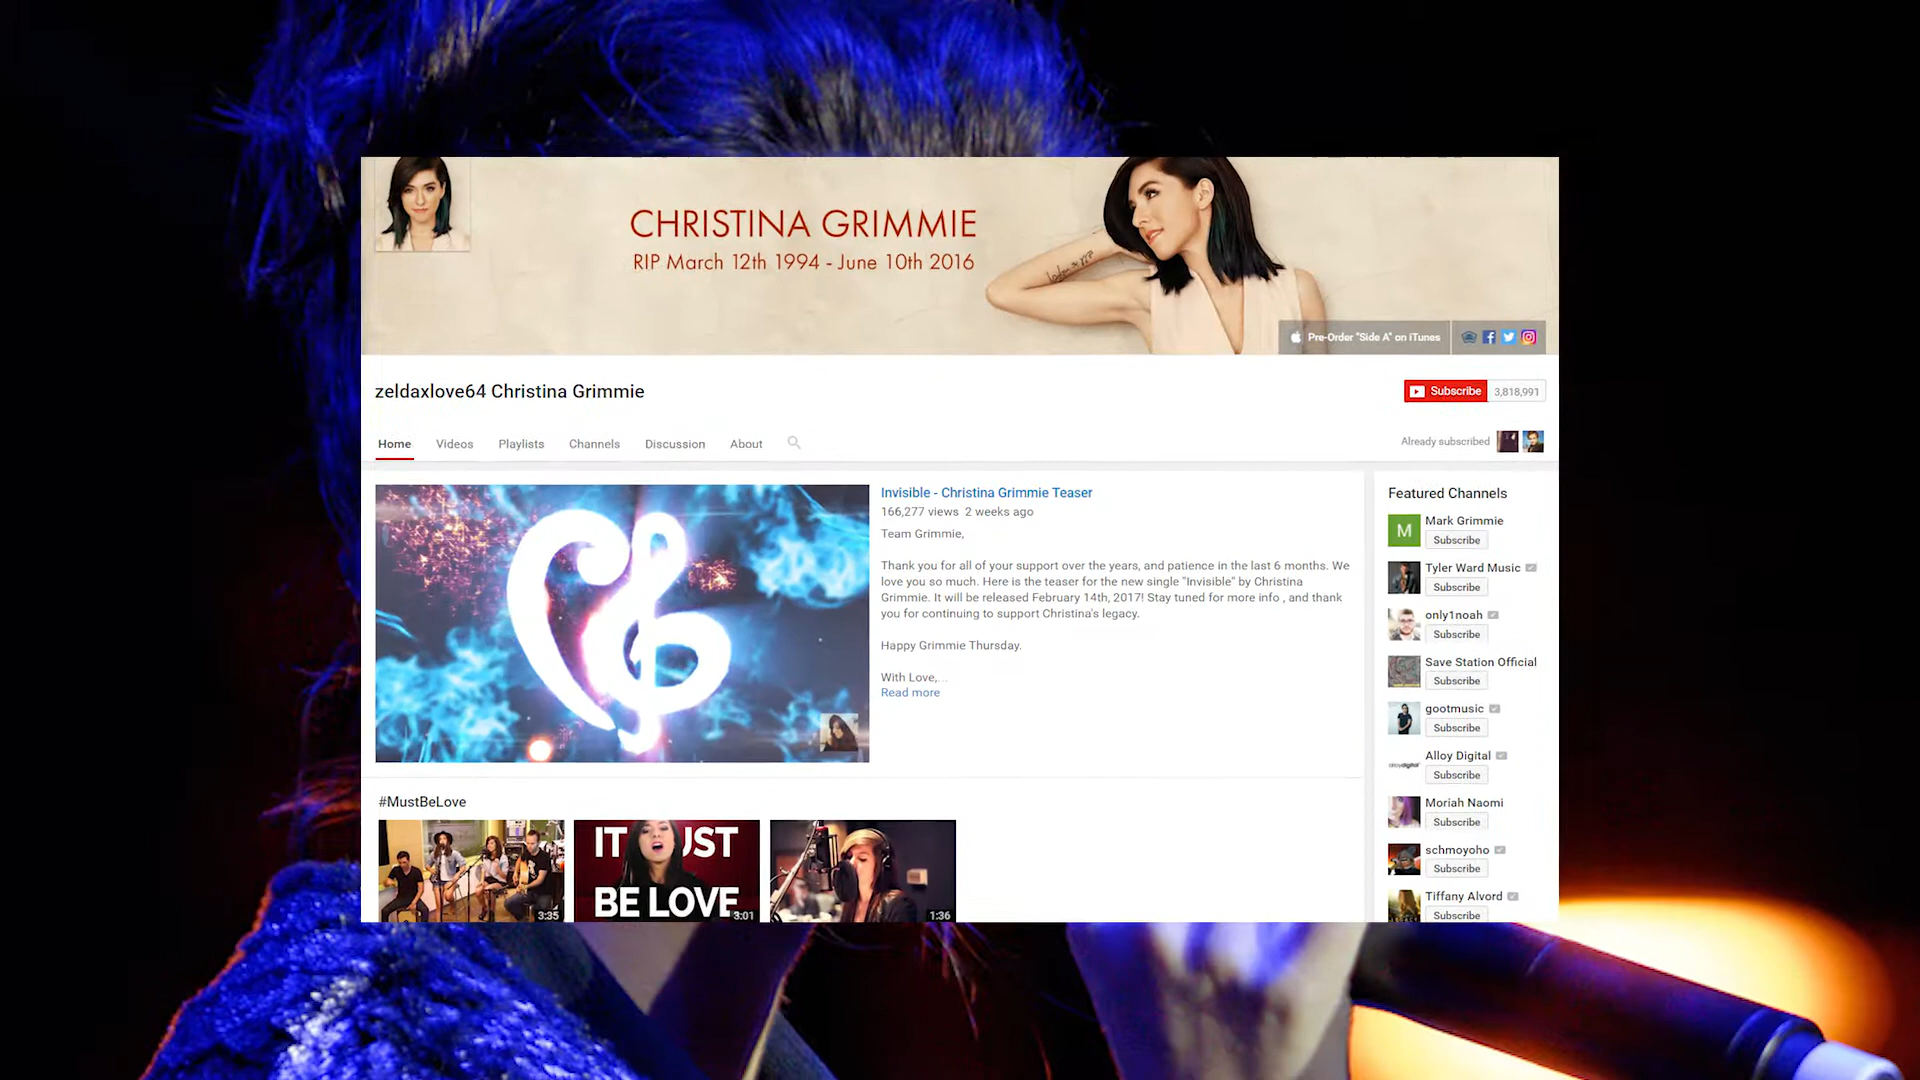 CHRISTINA GRIMMIE
RIP March 12th 1994 - June 10th 2016
Pre-Order "Side A" on iTunes
zeldaxlove64 Christina Grimmie
Subscribe 3,818,991
Home Videos Playlists Channels Discussion About
Already subscribed
Invisible - Christina Grimmie Teaser
166,277 views 2 weeks ago
Team Grimmie,
Thank you for all of your support over the years, and patience in the last 6 months. We
love you so much. Here is the teaser for the new single "Invisible" by Christina
Grimmie. It will be released February 14th, 2017! Stay tuned for more info , and thank
you for continuing to support Christina's legacy.
Happy Grimmie Thursday.
With Love,...
Read more
Featured Channels
M
Mark Grimmie
Subscribe
Tyler Ward Music
Subscribe
only1noah
Subscribe
Save Station Official
Subscribe
gootmusic
Subscribe
alloydigital
Alloy Digital
Subscribe
Moriah Naomi
Subscribe
schmoyoho
Subscribe
Tiffany Alvord
Subscribe
#MustBeLove
3:35
IT UST
BE LOVE
3:01
1:36